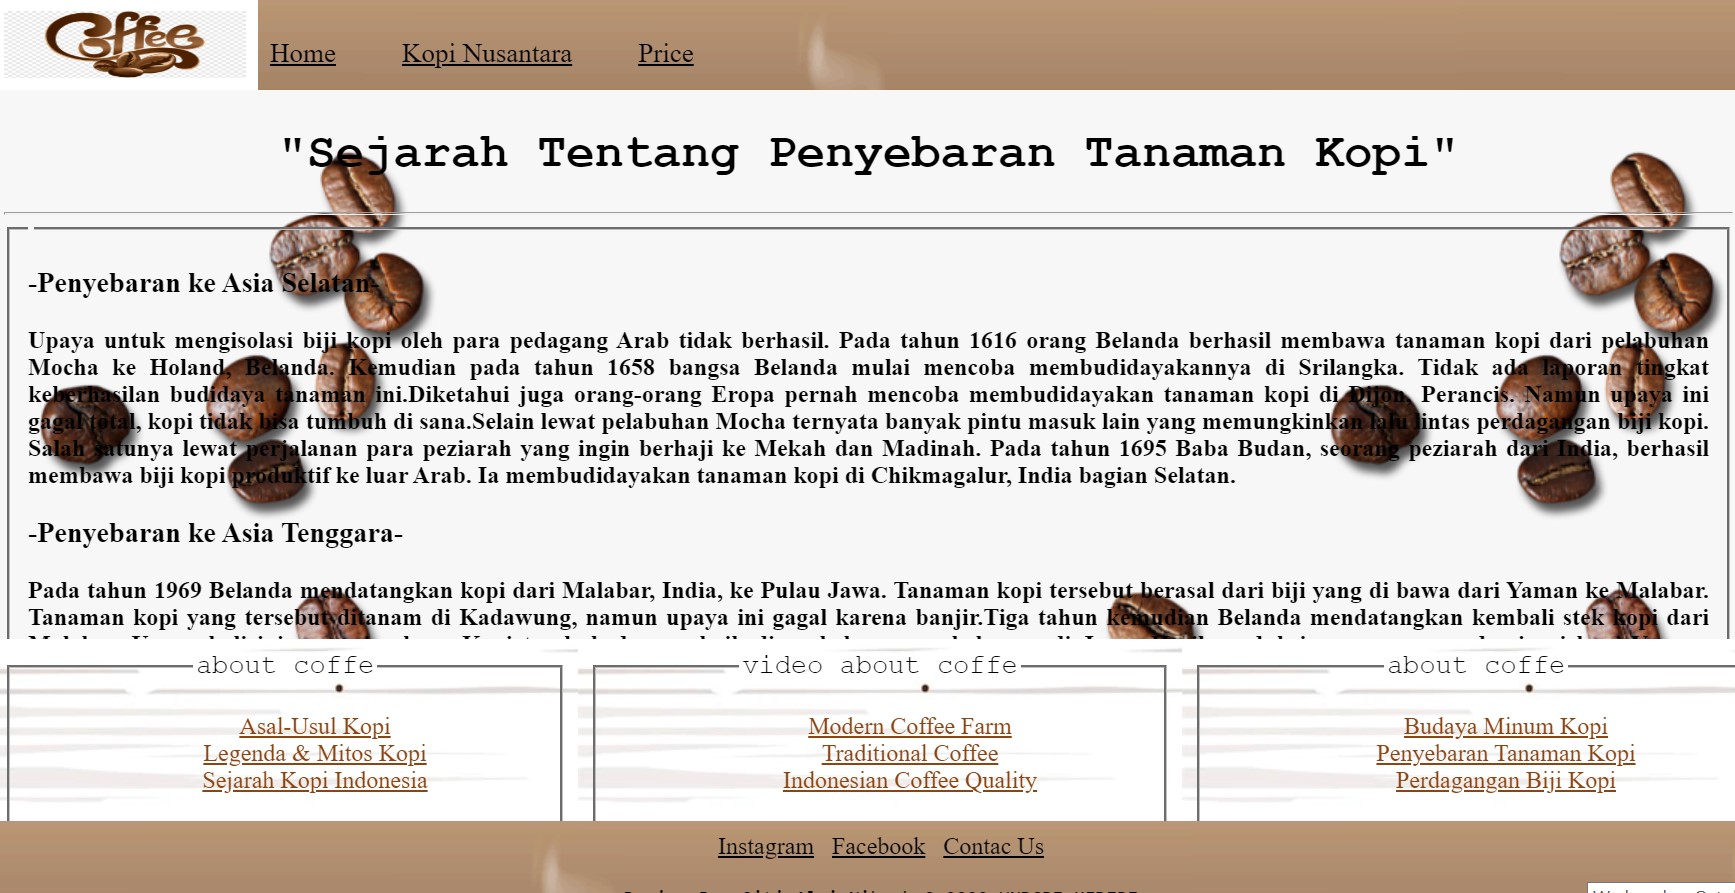 Coffee
Home Kopi Nusantara Price
"Sejarah Tentang Penyebaran Tanaman Kopi"
-Penyebaran ke Asia Selatan-
Upaya untuk mengisolasi biji kopi oleh para pedagang Arab tidak berhasil. Pada tahun 1616 orang Belanda berhasil membawa tanaman kopi dari pelabuhan
Mocha ke Holand, Belanda. Kemudian pada tahun 1658 bangsa Belanda mulai mencoba membudidayakannya di Srilangka. Tidak ada laporan tingkat
keberhasilan budidaya tanaman ini.Diketahui juga orang-orang Eropa pernah mencoba membudidayakan tanaman kopi di Dijon, Perancis. Namun upaya ini
gagal total, kopi tidak bisa tumbuh di sana.Selain lewat pelabuhan Mocha ternyata banyak pintu masuk lain yang memungkinkan lalu lintas perdagangan biji kopi.
Salah satunya lewat perjalanan para peziarah yang ingin berhaji ke Mekah dan Madinah. Pada tahun 1695 Baba Budan, seorang peziarah dari India, berhasil
membawa biji kopi produktif ke luar Arab. Ia membudidayakan tanaman kopi di Chikmagalur, India bagian Selatan.
-Penyebaran ke Asia Tenggara-
Pada tahun 1969 Belanda mendatangkan kopi dari Malabar, India, ke Pulau Jawa. Tanaman kopi tersebut berasal dari biji yang di bawa dari Yaman ke Malabar.
Tanaman kopi yang tersebut ditanam di Kadawung, namun upaya ini gagal karena banjir.Tiga tahun kemudian Belanda mendatangkan kembali stek kopi dari
about coffe video about coffe about coffe
Asal-Usul Kopi Modern Coffee Farm Budaya Minum Kopi
Legenda & Mitos Kopi Traditional Coffee Penyebaran Tanaman Kopi
Sejarah Kopi Indonesia Indonesian Coffee Quality Perdagangan Biji Kopi
Instagram Facebook Contac Us